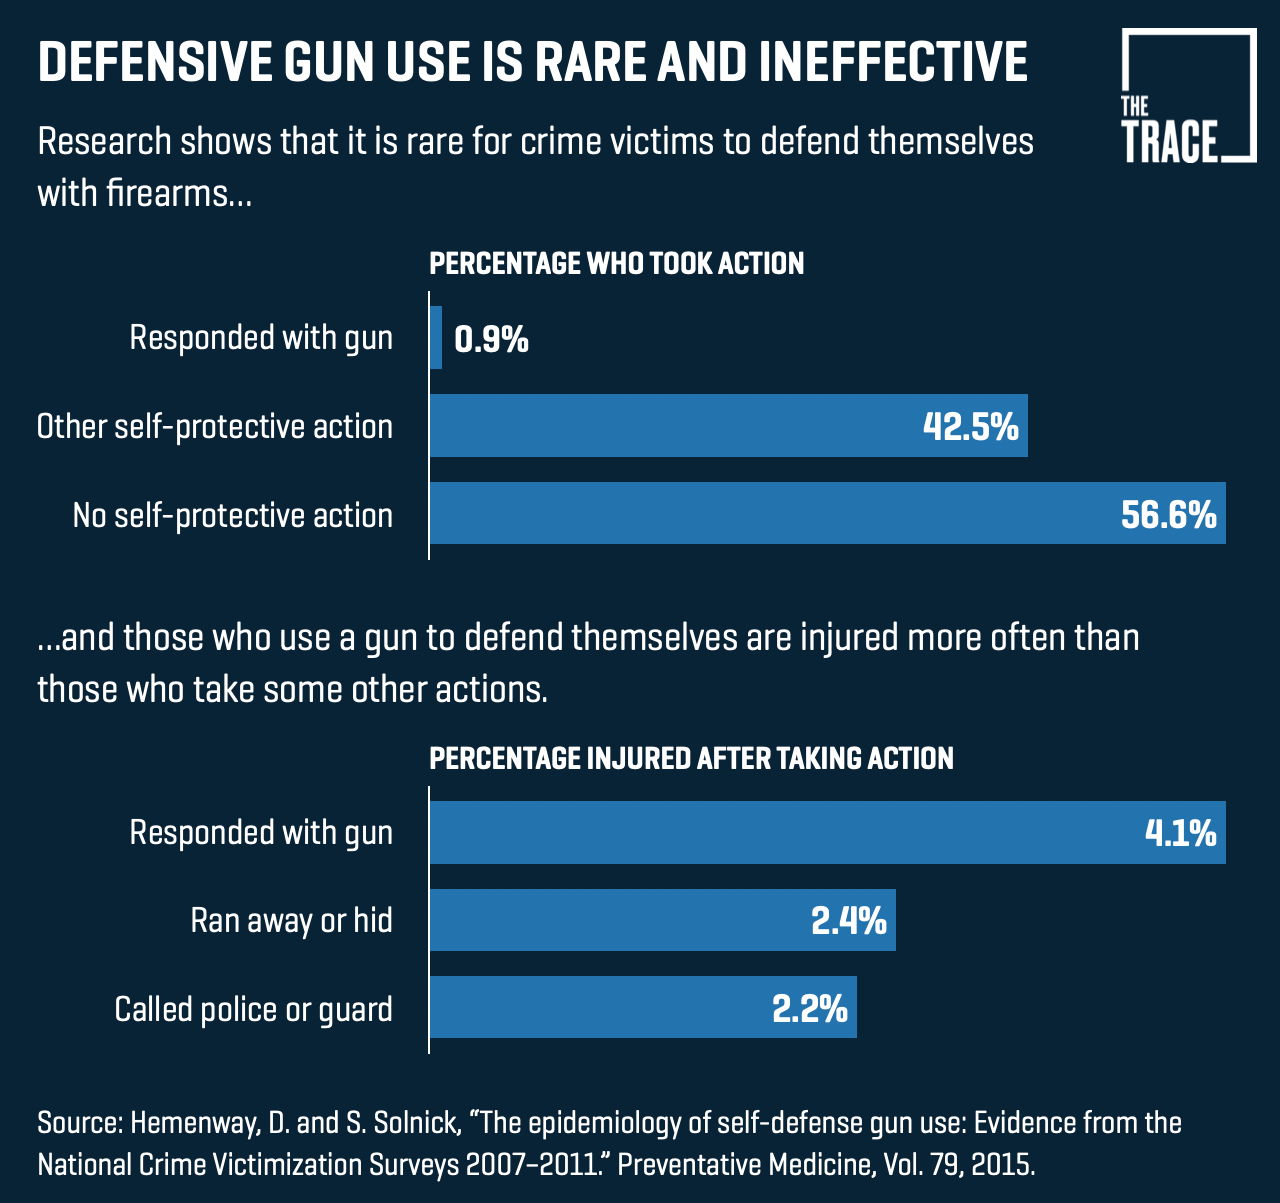 DEFENSIVE GUN USE IS RARE AND INEFFECTIVE
THE
TRACE
Research shows that it is rare for crime victims to defend themselves
with firearms...
PERCENTAGE WHO TOOK ACTION
Responded with gun 0.9%
Other self-protective action 42.5%
No self-protective action 56.6%
...and those who use a gun to defend themselves are injured more often than
those who take some other actions.
PERCENTAGE INJURED AFTER TAKING ACTION
Responded with gun 4.1%
Ran away or hid 2.4%
Called police or guard 2.2%
Source: Hemenway, D. and S. Solnick, “The epidemiology of self-defense gun use: Evidence from the
National Crime Victimization Surveys 2007–2011.” Preventative Medicine, Vol. 79, 2015.